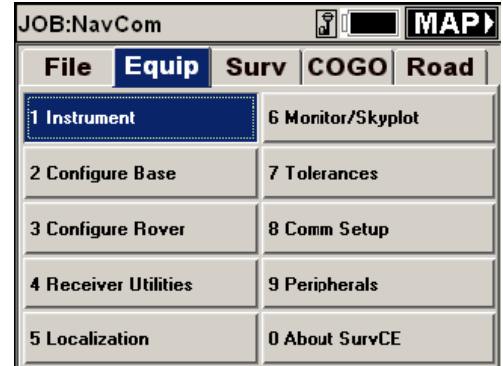 JOB:NavCom MAP
File Equip Surv COGO Road
1 Instrument 6 Monitor/Skyplot
2 Configure Base 7 Tolerances
3 Configure Rover 8 Comm Setup
4 Receiver Utilities 9 Peripherals
5 Localization 0 About SurvCE